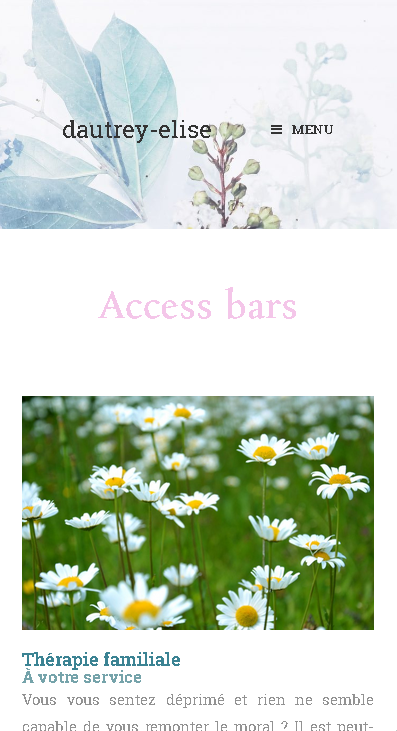 dautrey-elise
MENU
Access bars
Thérapie familiale
À votre service
Vous vous sentez déprimé et rien ne semble
capable de vous remonter le moral ? Il est peut-